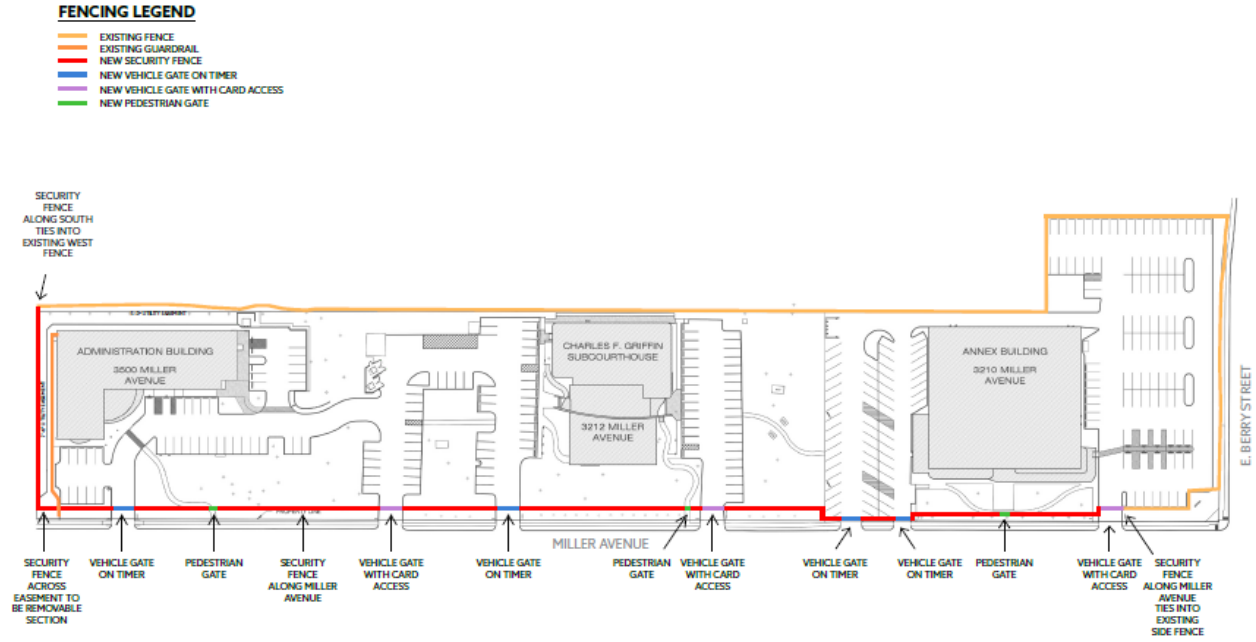 FENCING LEGEND
EXISTING FENCE
EXISTING GUARDRAIL
NEW SECURITY FENCE
NEW VEHICLE GATE ON TIMER
NEW VEHICLE GATE WITH CARD ACCESS
NEW PEDESTRIAN GATE
SECURITY
FENCE
ALONG SOUTH
TIES INTO
EXISTING WEST
FENCE
ADMINISTRATION BUILDING
3500 MILLER
AVENUE
CHARLES F. GRIFFIN
SUBCOURTHOUSE
3212 MILLER
AVENUE
ANNEX BUILDING
3210 MILLER
AVENUE
E. BERRY STREET
MILLER AVENUE
SECURITY
FENCE
ACROSS
EASEMENT TO
BE REMOVABLE
SECTION
VEHICLE GATE
ON TIMER
PEDESTRIAN
GATE
SECURITY
FENCE
ALONG MILLER
AVENUE
VEHICLE GATE
WITH CARD
ACCESS
VEHICLE GATE
ON TIMER
PEDESTRIAN
GATE
VEHICLE GATE
WITH CARD
ACCESS
VEHICLE GATE
ON TIMER
VEHICLE GATE
ON TIMER
PEDESTRIAN
GATE
VEHICLE GATE
WITH CARD
ACCESS
SECURITY
FENCE
ALONG MILLER
AVENUE
TIES INTO
EXISTING
SIDE FENCE